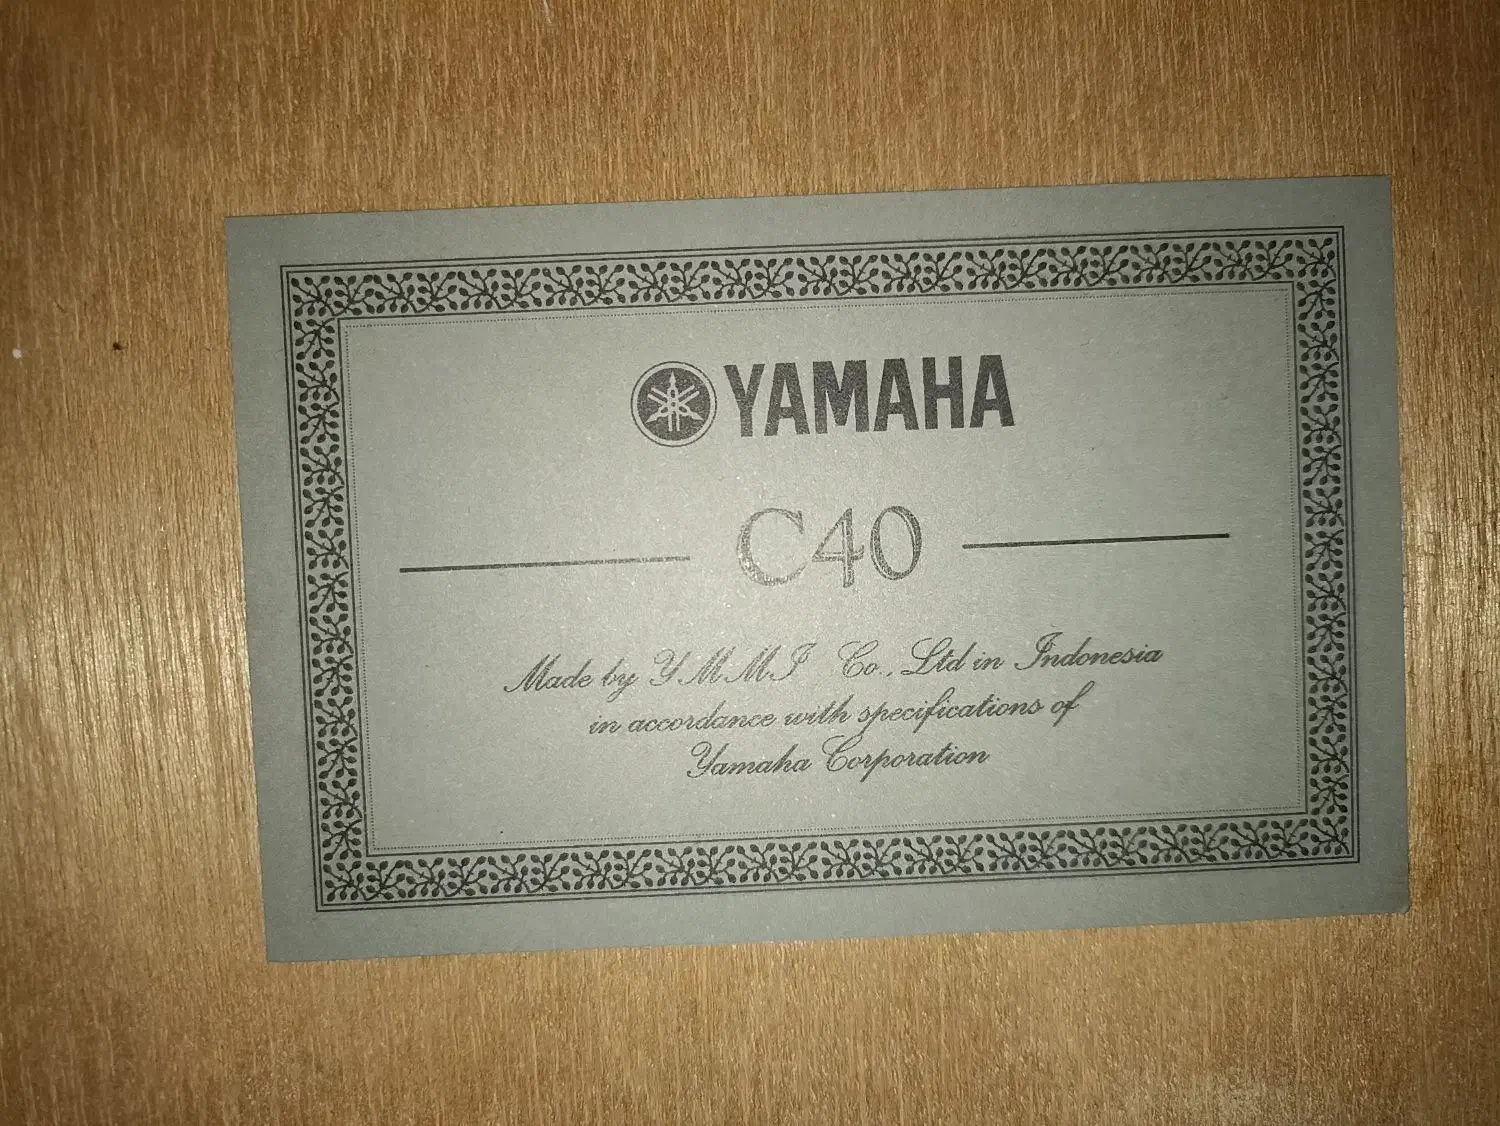 YAMAHA
C40
Made by YMMI Co., Ltd in Indonesia
in accordance with specifications of
Yamaha Corporation